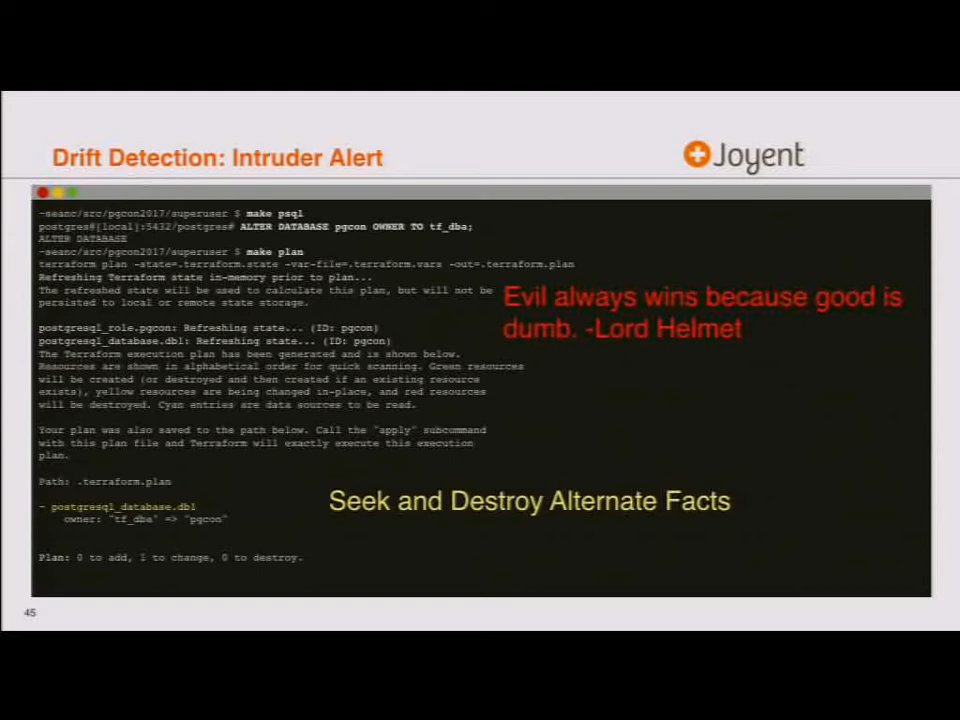 Drift Detection: Intruder Alert
Joyent
~seanc/src/pgcon2017/superuser $ make psql
postgres@[local]:5432/postgres# ALTER DATABASE pgcon OWNER TO tf_dba;
ALTER DATABASE
~seanc/src/pgcon2017/superuser $ make plan
terraform plan -state=.terraform.state -var-file=.terraform.vars -out=.terraform.plan
Refreshing Terraform state in-memory prior to plan...
The refreshed state will be used to calculate this plan, but will not be
persisted to local or remote state storage.
Evil always wins because good is
dumb. -Lord Helmet
postgresql_role.pgcon: Refreshing state... (ID: pgcon)
postgresql_database.db1: Refreshing state... (ID: pgcon)
The Terraform execution plan has been generated and is shown below.
Resources are shown in alphabetical order for quick scanning. Green resources
will be created (or destroyed and then created if an existing resource
exists), yellow resources are being changed in-place, and red resources
will be destroyed. Cyan entries are data sources to be read.
Your plan was also saved to the path below. Call the "apply" subcommand
with this plan file and Terraform will exactly execute this execution
plan.
Path: .terraform.plan
Seek and Destroy Alternate Facts
~ postgresql_database.db1
owner: "tf_dba" => "pgcon"
Plan: 0 to add, 1 to change, 0 to destroy.
45